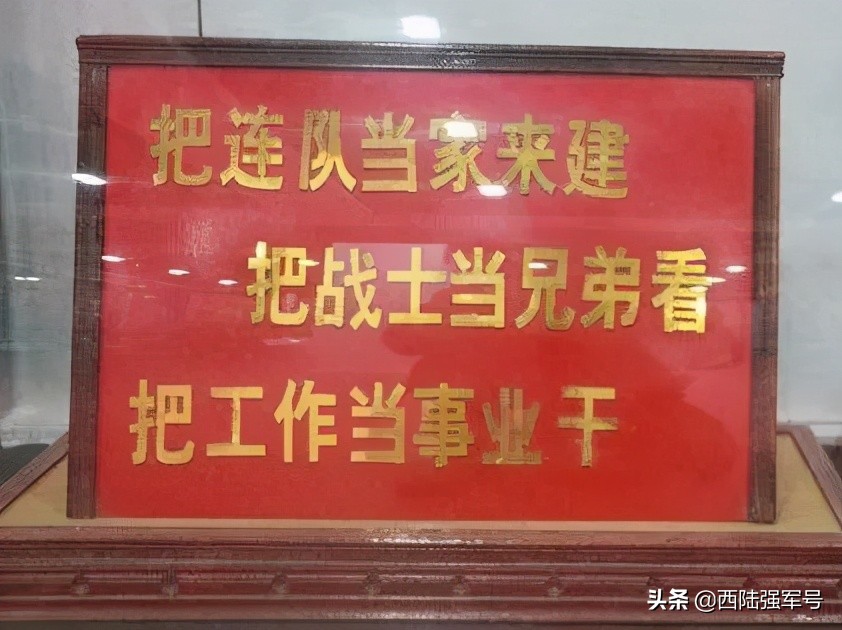 把连队当家来建
把战士当兄弟看
把工作当事业干
头条 @西陆强军号